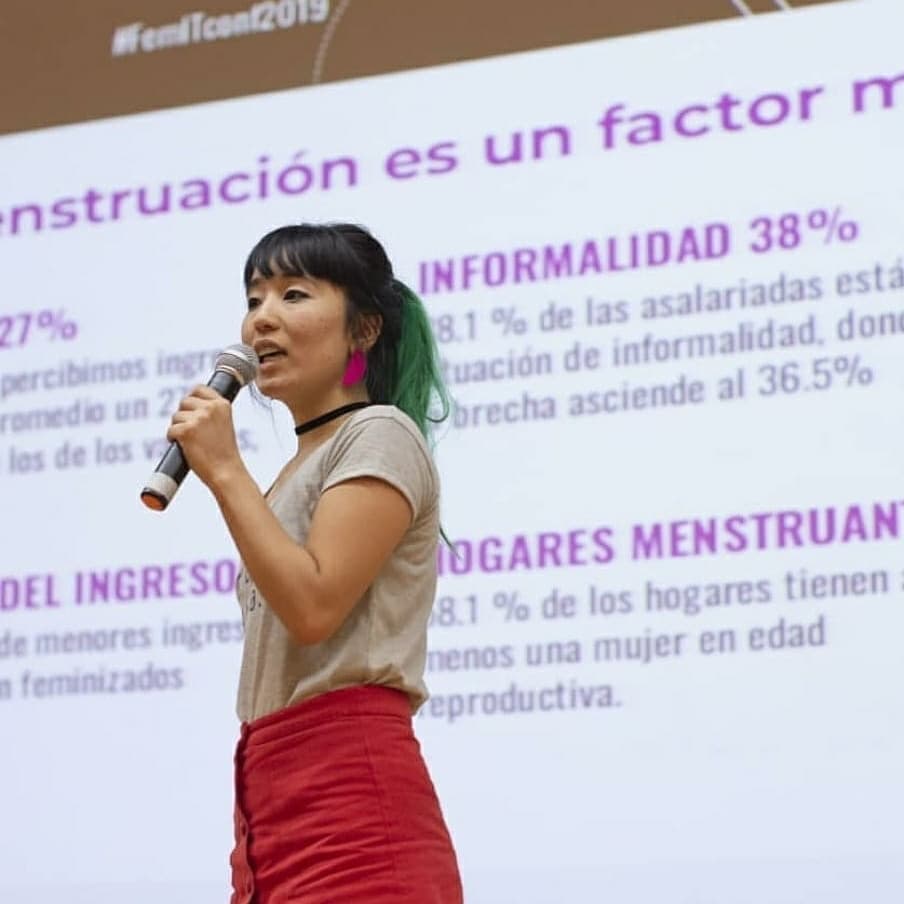 #FemITconf2019
enstruación es un factor m
27%
percibimos
romedio un 27
los de los
INFORMALIDAD 38%
8.1 % de las asalariadas está
tuación de informalidad, dond
brecha asciende al 36.5%
DEL INGRESO
de menores ingres
n feminizados
HOGARES MENSTRUANT
68.1 % de los hogares tienen a
menos una mujer en edad
reproductiva.